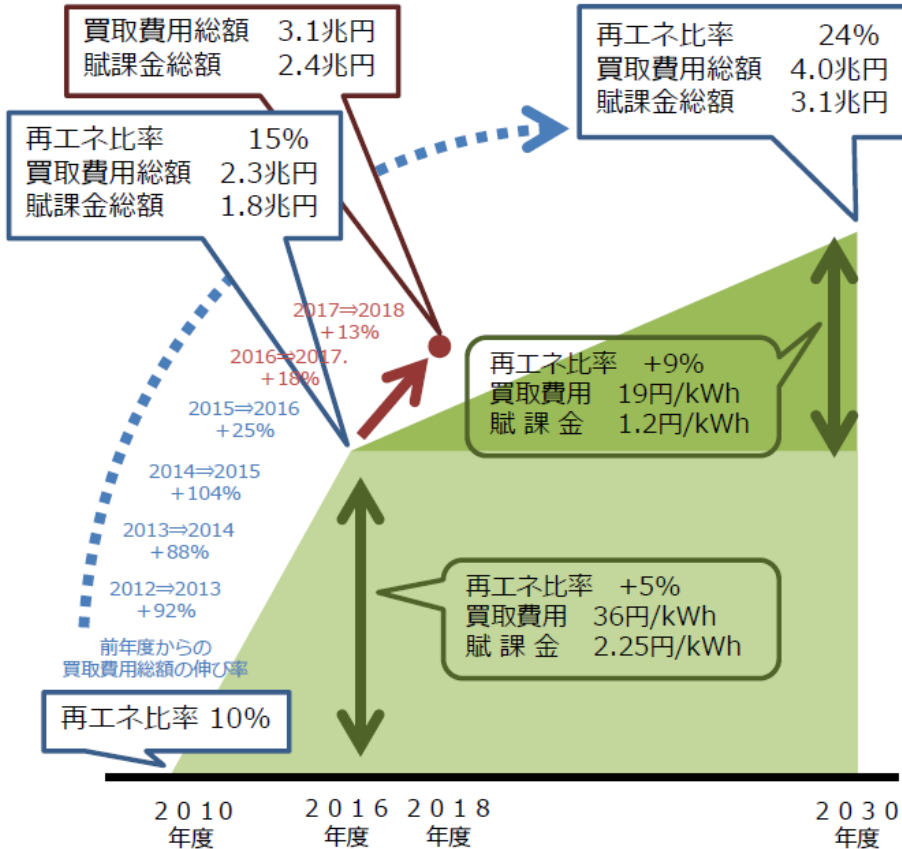 買取費用総額 3.1兆円
賦課金総額 2.4兆円
再エネ比率 24%
買取費用総額 4.0兆円
賦課金総額 3.1兆円
再エネ比率 15%
買取費用総額 2.3兆円
賦課金総額 1.8兆円
2017⇒2018
+13%
2016⇒2017.
+18%
2015⇒2016
+25%
2014⇒2015
+104%
2013⇒2014
+88%
2012⇒2013
+92%
前年度からの
買取費用総額の伸び率
再エネ比率 +9%
買取費用 19円/kWh
賦課金 1.2円/kWh
再エネ比率 +5%
買取費用 36円/kWh
賦課金 2.25円/kWh
再エネ比率 10%
2010
年度
2016
年度
2018
年度
2030
年度